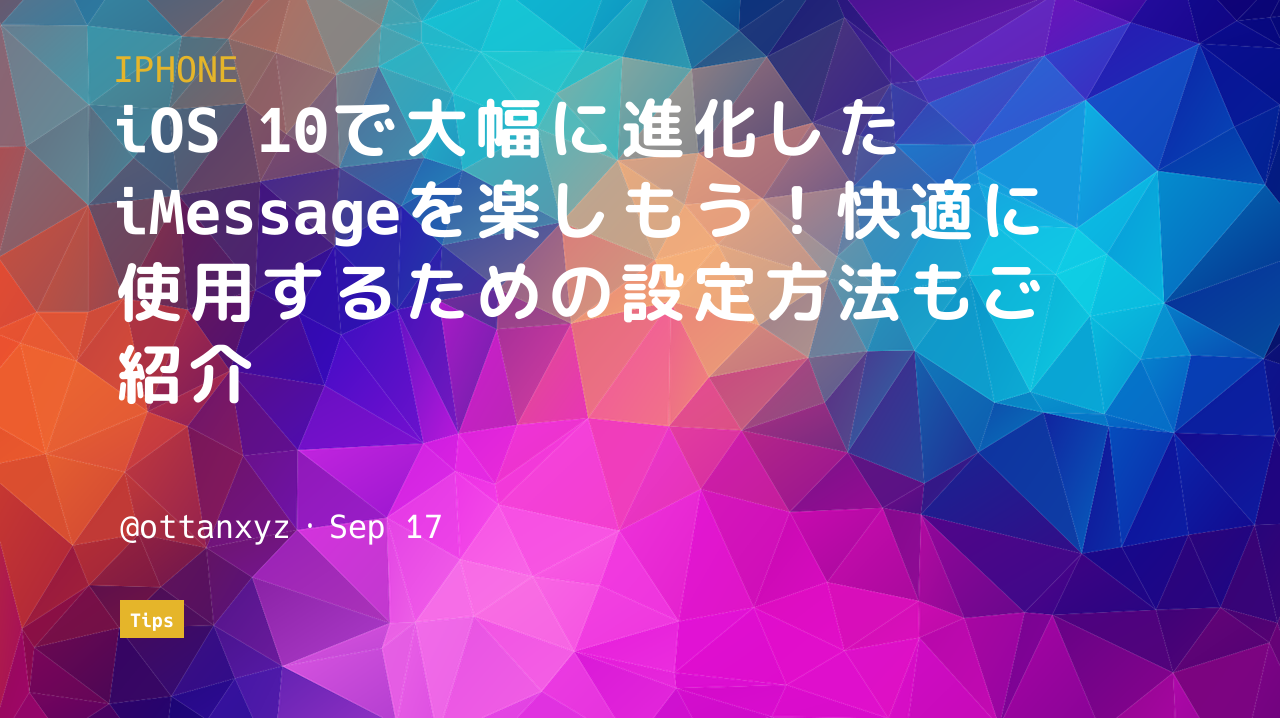 IPHONE
iOS 10で大幅に進化した
iMessageを楽しもう！快適に
使用するための設定方法もご
紹介
@ottanxyz・Sep 17
Tips